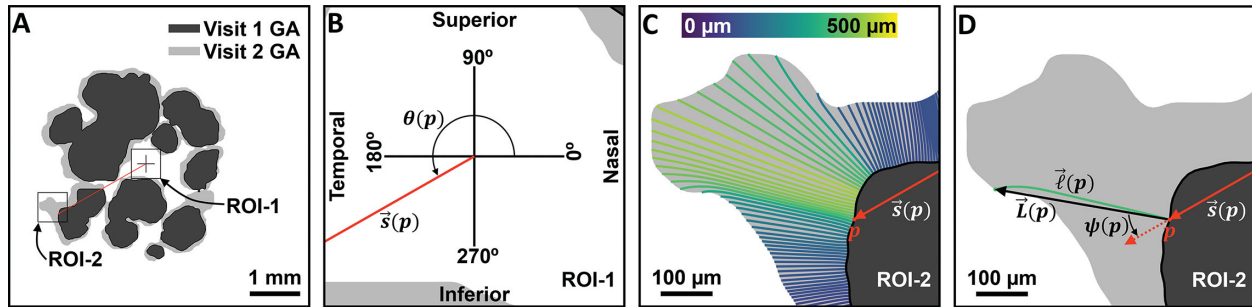 A
Visit 1 GA
Visit 2 GA
ROI-1
ROI-2
1 mm
B
Superior
90º
θ(p)
Temporal
180º
0º
Nasal
s⃗(p)
270º
Inferior
ROI-1
C
0 µm
500 µm
s⃗(p)
p
100 µm
ROI-2
D
ℓ⃗(p)
L⃗(p)
s⃗(p)
ψ(p)
p
100 µm
ROI-2